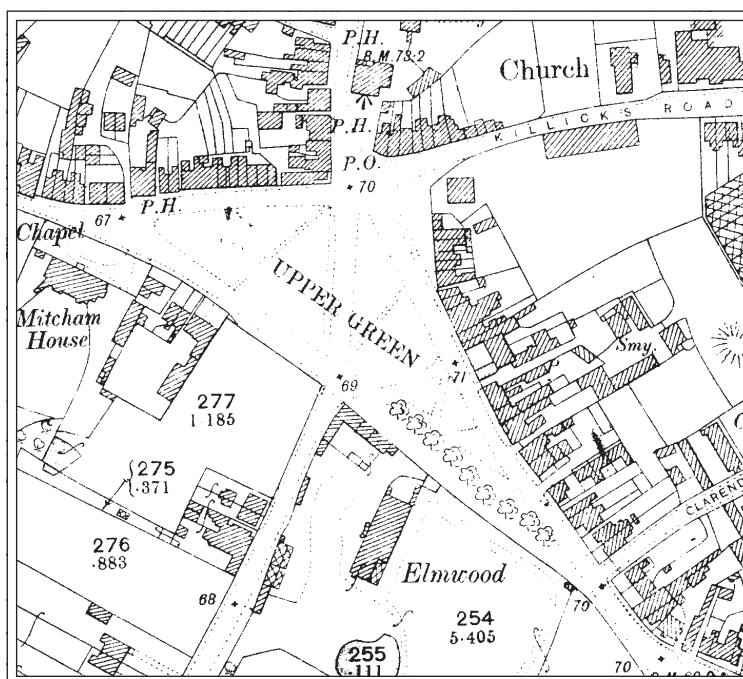 P.H.
B.M.73·2
Church
KILLICK'S ROAD
P.H.
P.O.
70
67
P.H.
Chapel
UPPER GREEN
Mitcham
House
Smy.
71
69
277
1·185
275
·371
276
·883
CLAREND
Elmwood
254
5·405
68
70
255
·111
70